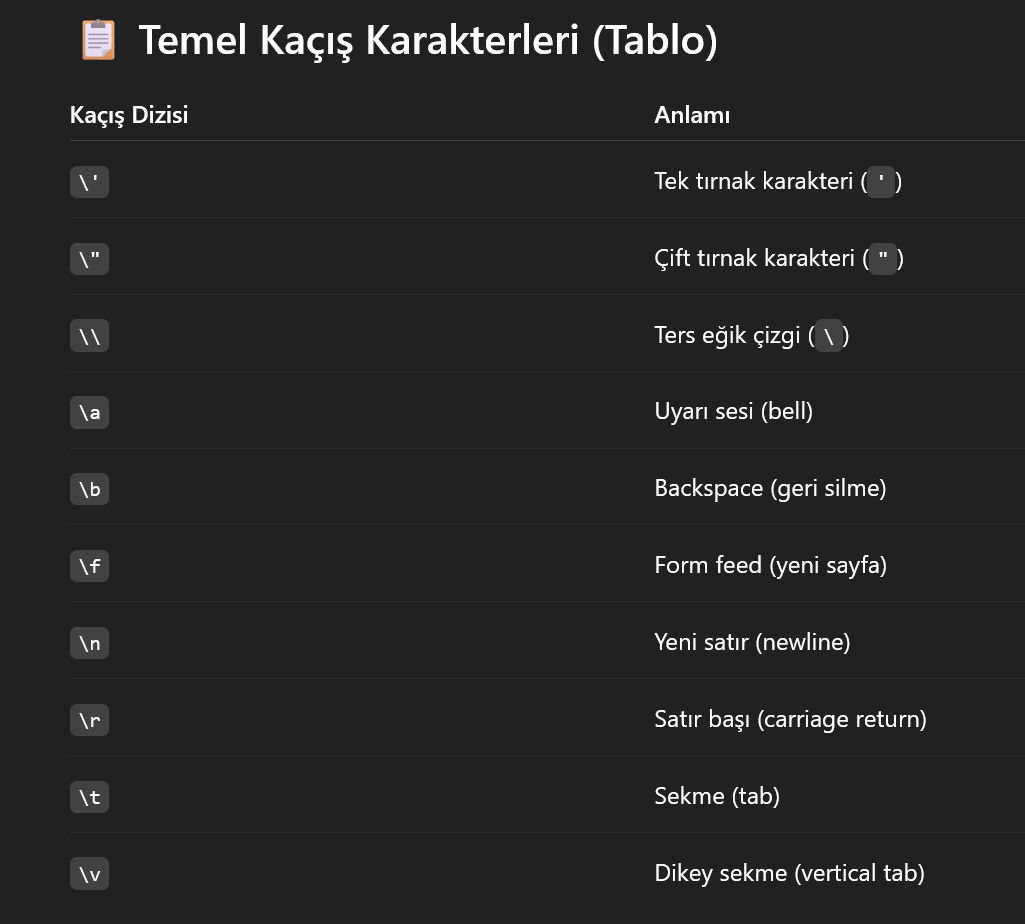 Temel Kaçış Karakterleri (Tablo)
Kaçış Dizisi Anlamı
\' Tek tırnak karakteri (')
\" Çift tırnak karakteri (")
\\ Ters eğik çizgi (\)
\a Uyarı sesi (bell)
\b Backspace (geri silme)
\f Form feed (yeni sayfa)
\n Yeni satır (newline)
\r Satır başı (carriage return)
\t Sekme (tab)
\v Dikey sekme (vertical tab)